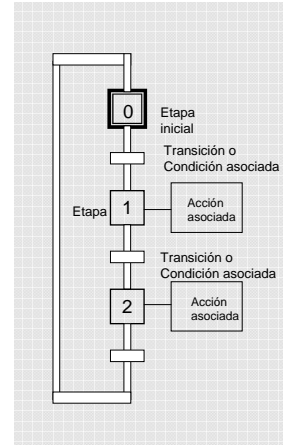 0
Etapa
inicial
Transición o
Condición asociada
Etapa
1
Acción
asociada
Transición o
Condición asociada
2
Acción
asociada